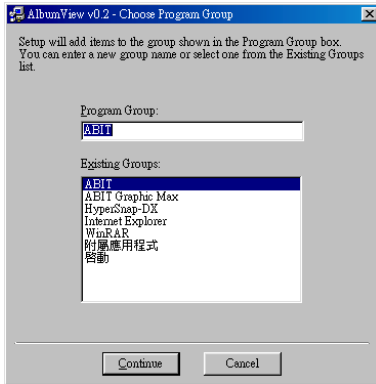 AlbumView v0.2 - Choose Program Group
Setup will add items to the group shown in the Program Group box.
You can enter a new group name or select one from the Existing Groups
list.
Program Group:
ABIT
Existing Groups:
ABIT
ABIT Graphic Max
HyperSnap-DX
Internet Explorer
WinRAR
附屬應用程式
啓動
Continue
Cancel